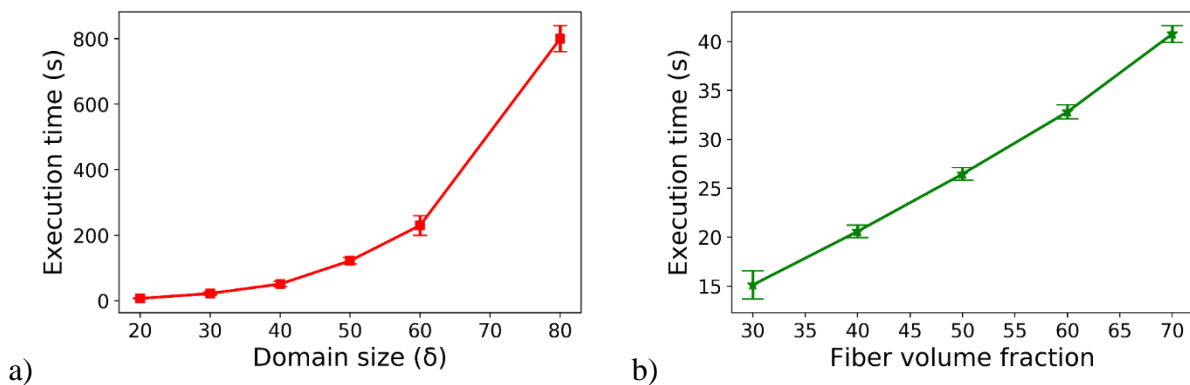 Execution time (s)
800
600
400
200
0
20 30 40 50 60 70 80
Domain size (δ)
a)
Execution time (s)
40
35
30
25
20
15
30 35 40 45 50 55 60 65 70
Fiber volume fraction
b)